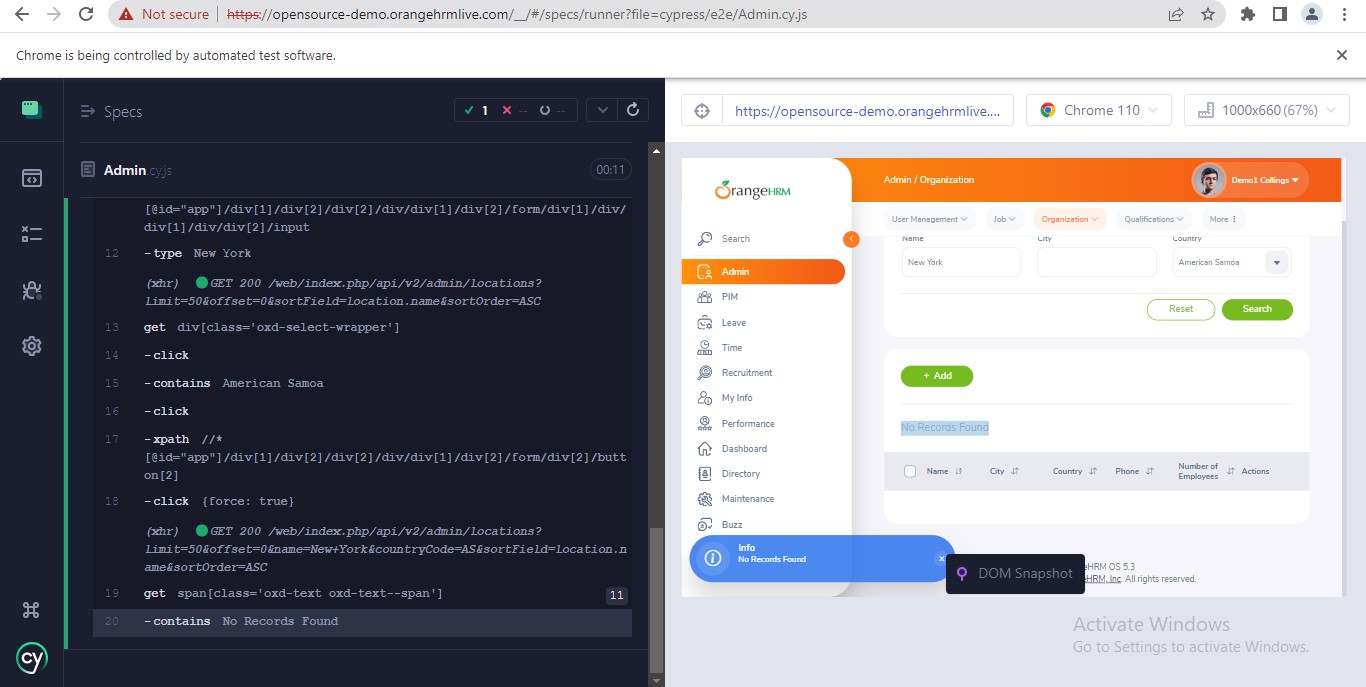 Not secure
https://opensource-demo.orangehrmlive.com/__/#/specs/runner?file=cypress/e2e/Admin.cy.js
Chrome is being controlled by automated test software.
Specs
1 -- --
Admin.cy.js
00:11
[@id="app"]/div[1]/div[2]/div[2]/div/div[1]/div[2]/form/div[1]/div/
div[1]/div/div[2]/input
12 -type New York
(xhr) GET 200 /web/index.php/api/v2/admin/locations?
limit=50&offset=0&sortField=location.name&sortOrder=ASC
13 get div[class='oxd-select-wrapper']
14 -click
15 -contains American Samoa
16 -click
17 -xpath //*
[@id="app"]/div[1]/div[2]/div[2]/div/div[1]/div[2]/form/div[2]/butt
on[2]
18 -click {force: true}
(xhr) GET 200 /web/index.php/api/v2/admin/locations?
limit=50&offset=0&name=New+York&countryCode=AS&sortField=location.n
ame&sortOrder=ASC
19 get span[class='oxd-text oxd-text--span'] 11
20 -contains No Records Found
cy
https://opensource-demo.orangehrmlive....
Chrome 110
1000x660 (67%)
OrangeHRM
Search
Admin
PIM
Leave
Time
Recruitment
My Info
Performance
Dashboard
Directory
Maintenance
Buzz
Admin / Organization
Demo1 Collings
User Management Job Organization Qualifications More
Name City Country
New York American Samoa
Reset Search
+ Add
No Records Found
Name City Country Phone Number of
Employees Actions
Info
No Records Found
×
DOM Snapshot
eHRM OS 5.3
eHRM, Inc. All rights reserved.
Activate Windows
Go to Settings to activate Windows.